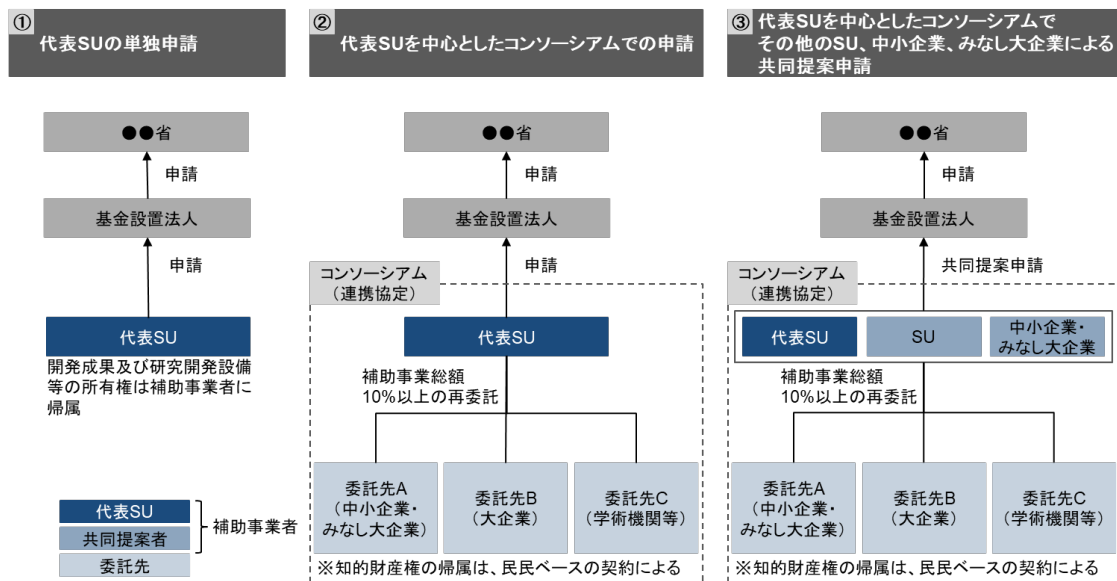 ①
代表SUの単独申請
●●省
申請
基金設置法人
申請
代表SU
開発成果及び研究開発設備
等の所有権は補助事業者に
帰属
代表SU
共同提案者
委託先
補助事業者
②
代表SUを中心としたコンソーシアムでの申請
●●省
申請
基金設置法人
申請
コンソーシアム
（連携協定）
代表SU
補助事業総額
10%以上の再委託
委託先A
（中小企業・
みなし大企業）
委託先B
（大企業）
委託先C
（学術機関等）
※知的財産権の帰属は、民民ベースの契約による
③
代表SUを中心としたコンソーシアムで
その他のSU、中小企業、みなし大企業による
共同提案申請
●●省
申請
基金設置法人
共同提案申請
コンソーシアム
（連携協定）
代表SU
SU
中小企業・
みなし大企業
補助事業総額
10%以上の再委託
委託先A
（中小企業・
みなし大企業）
委託先B
（大企業）
委託先C
（学術機関等）
※知的財産権の帰属は、民民ベースの契約による